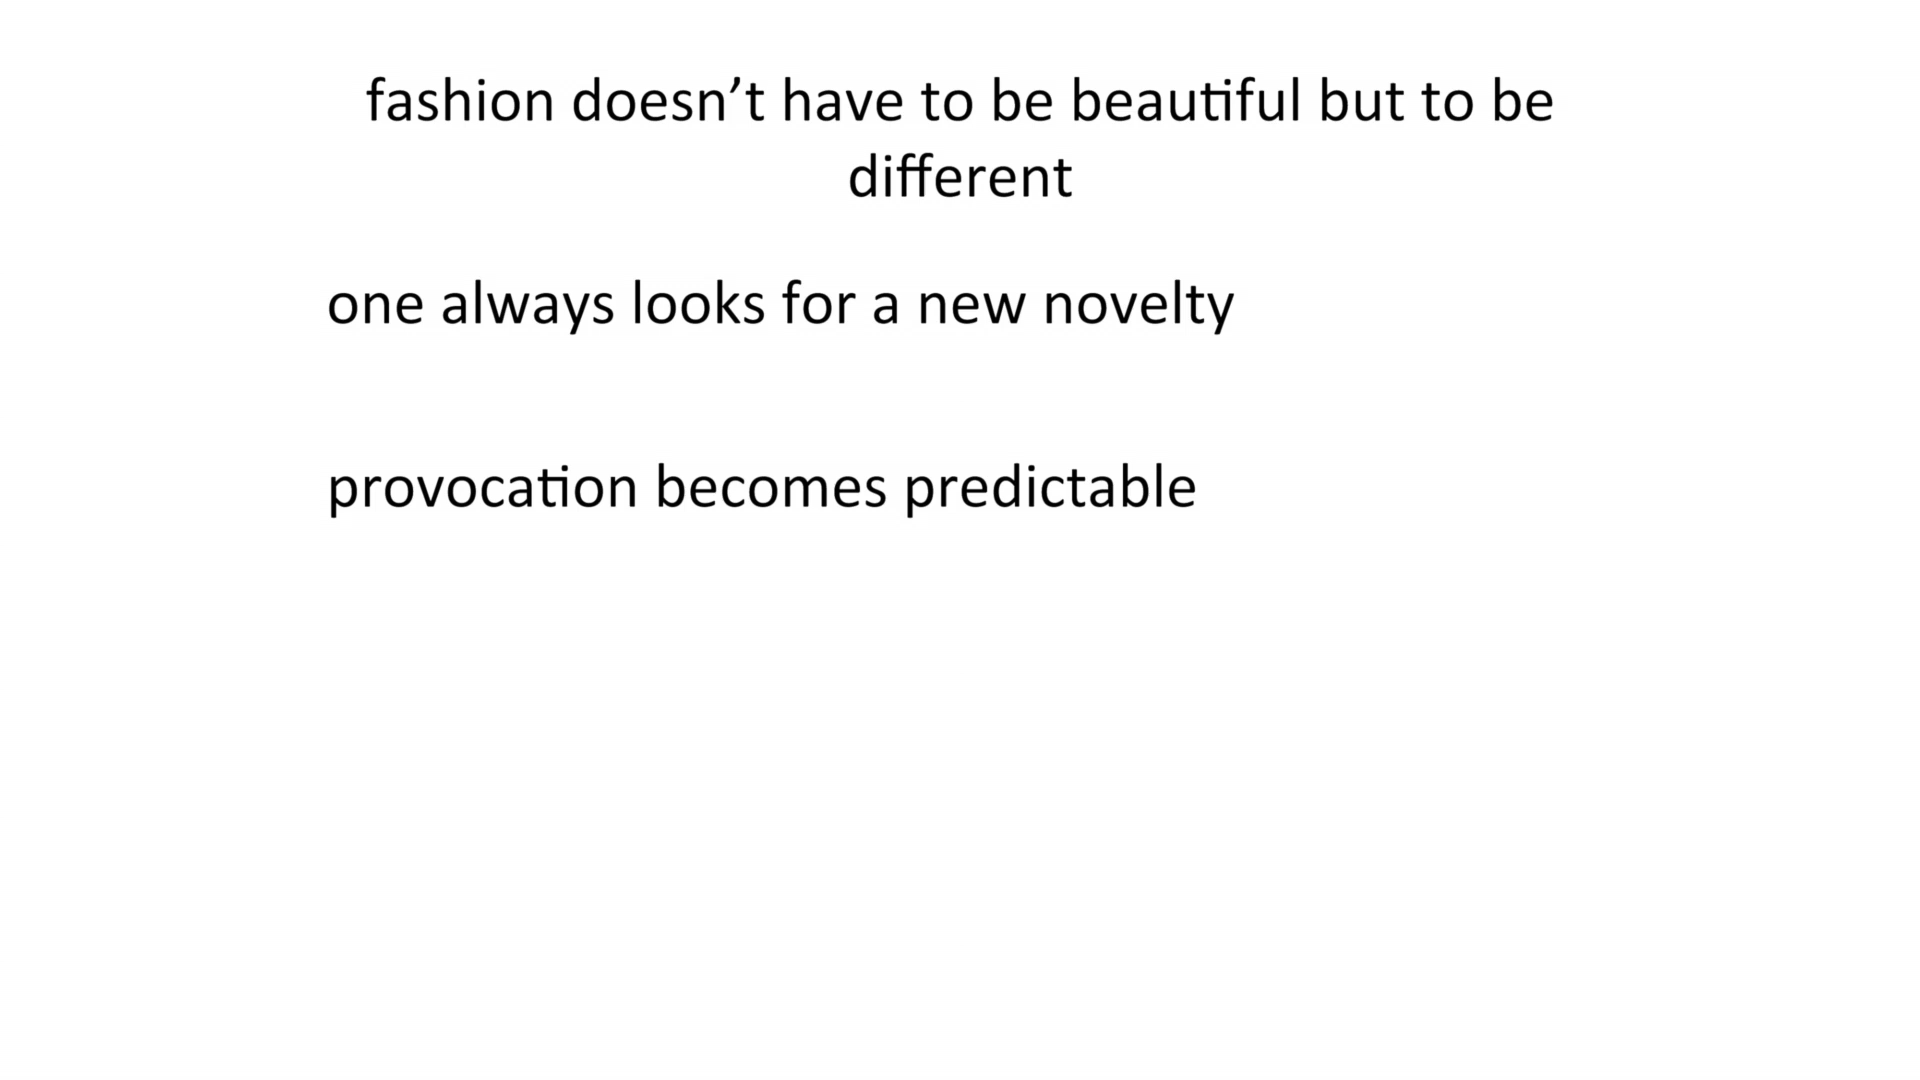 fashion doesn’t have to be beautiful but to be
different
one always looks for a new novelty
provocation becomes predictable